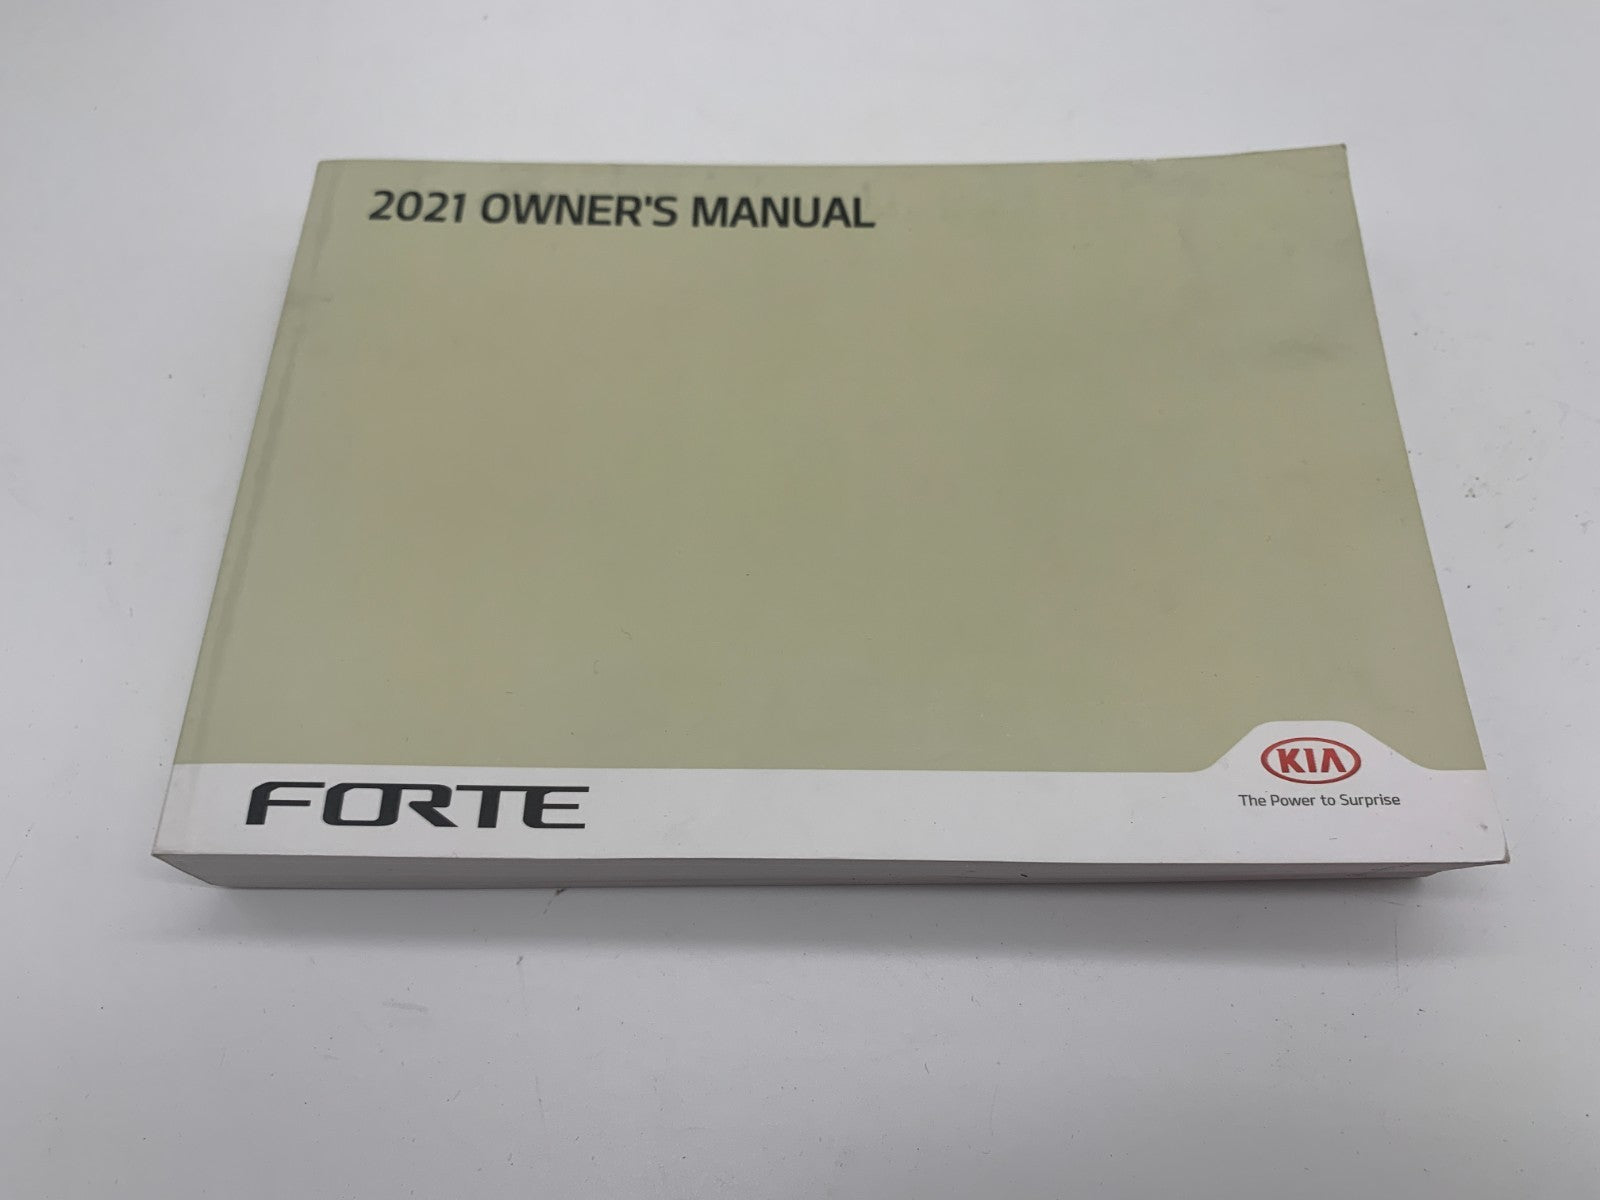 2021 OWNER'S MANUAL
FORTE
KIA
The Power to Surprise